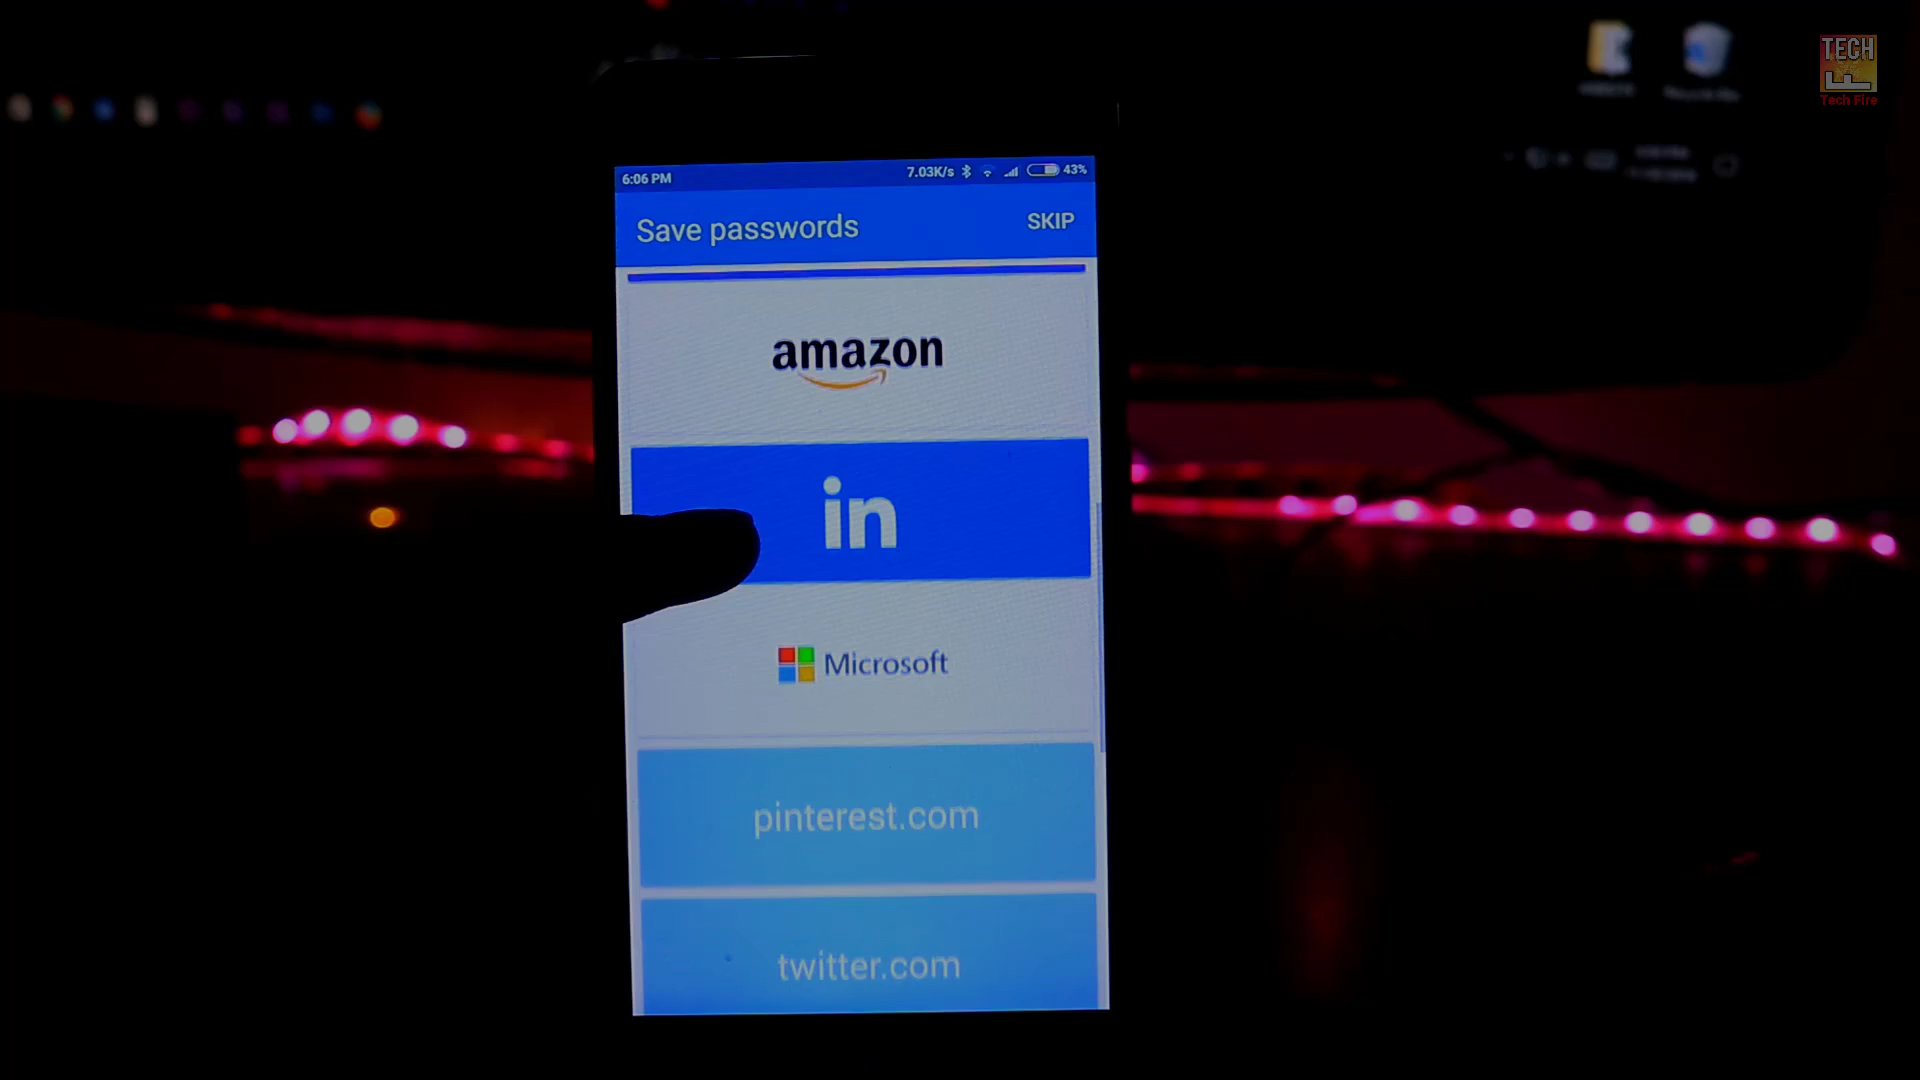 TECH
Tech Fire
6:06 PM 7.03K/s 43%
Save passwords SKIP
amazon
in
Microsoft
pinterest.com
twitter.com